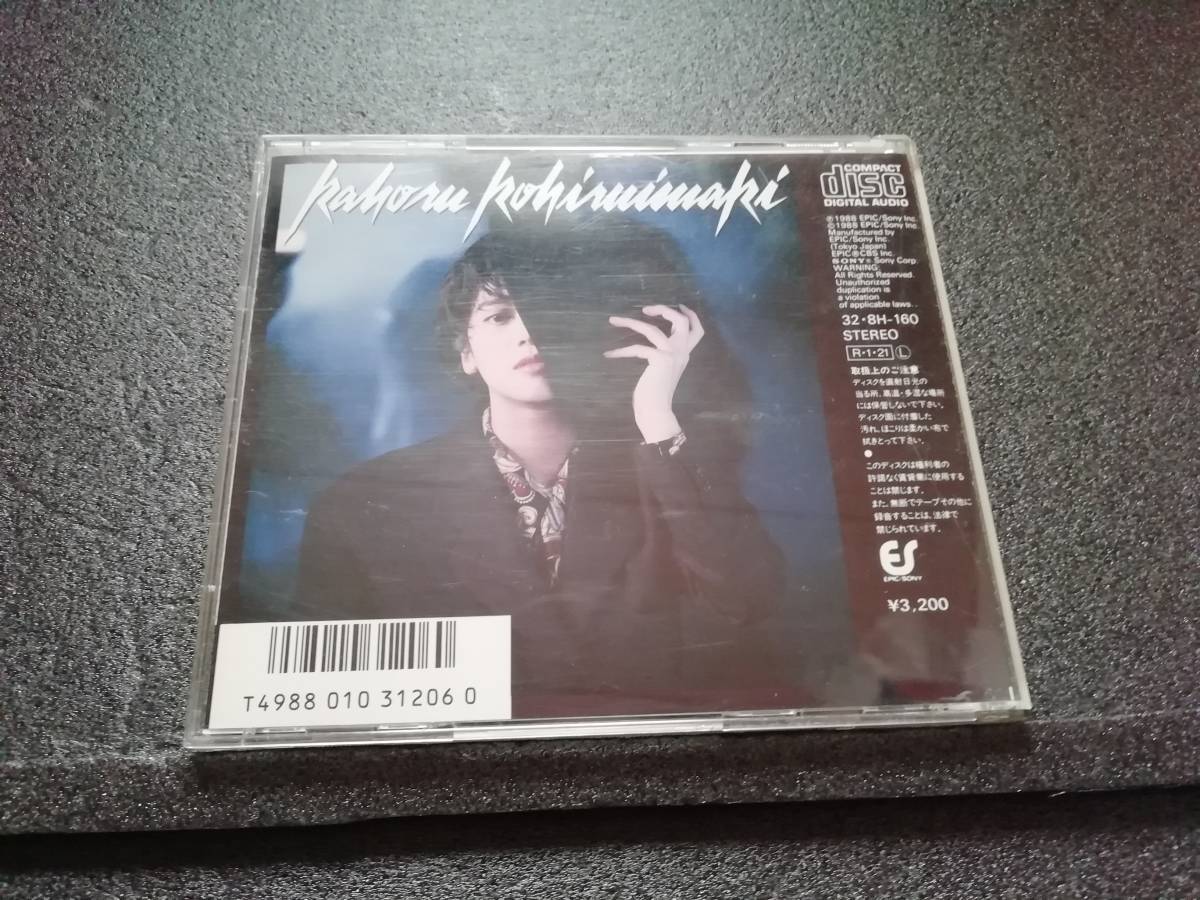 kahoru kohiruimaki
COMPACT
disc
DIGITAL AUDIO
℗1988 EPIC/Sony Inc.
©1988 EPIC/Sony Inc.
Manufactured by
EPIC/Sony Inc.
(Tokyo Japan)
EPIC®CBS Inc.
SONY® Sony Corp.
WARNING:
All Rights Reserved.
Unauthorized
duplication is
a violation
of applicable laws.
32・8H-160
STEREO
R・1・21 L
取扱上のご注意
ディスクを直射日光の
当る所、高温・多湿な場所
には保管しないで下さい。
ディスク面に付着した
汚れ、ほこりは柔かい布で
拭きとって下さい。
●
このディスクは権利者の
許諾なく賃貸業に使用する
ことは禁じます。
また、無断でテープその他に
録音することは、法律で
禁じられています。
ES
EPIC/SONY
¥3,200
T4988 010 31206 0